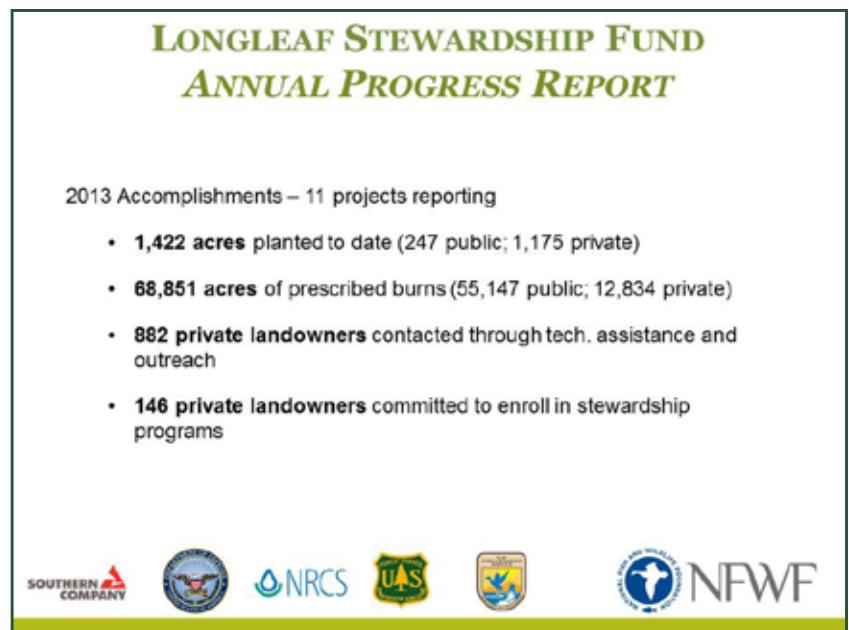 LONGLEAF STEWARDSHIP FUND
ANNUAL PROGRESS REPORT
2013 Accomplishments – 11 projects reporting
• 1,422 acres planted to date (247 public; 1,175 private)
• 68,851 acres of prescribed burns (55,147 public; 12,834 private)
• 882 private landowners contacted through tech. assistance and
outreach
• 146 private landowners committed to enroll in stewardship
programs
SOUTHERN
COMPANY
NRCS
UAS
NFWF